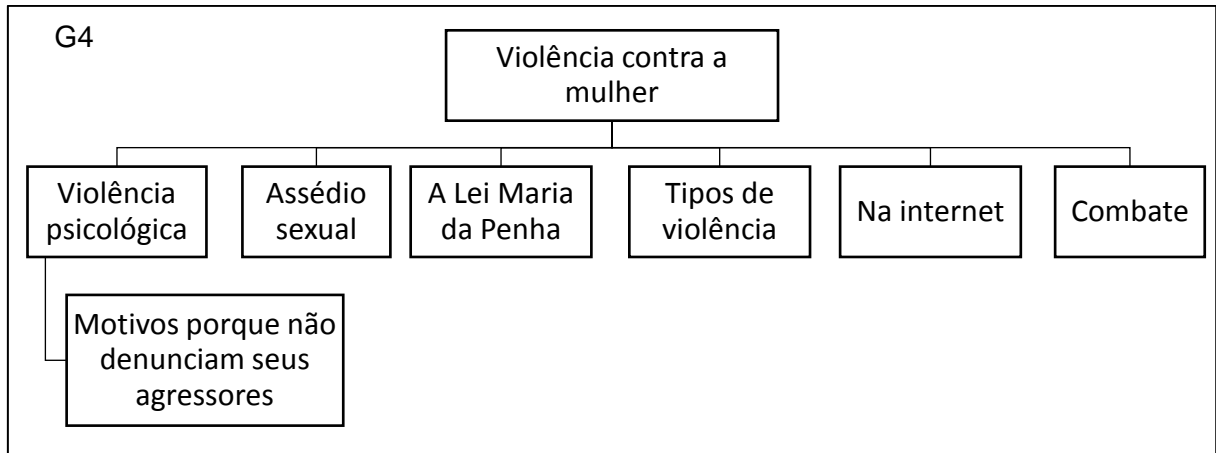 G4
Violência contra a
mulher
Violência
psicológica
Assédio
sexual
A Lei Maria
da Penha
Tipos de
violência
Na internet
Combate
Motivos porque não
denunciam seus
agressores